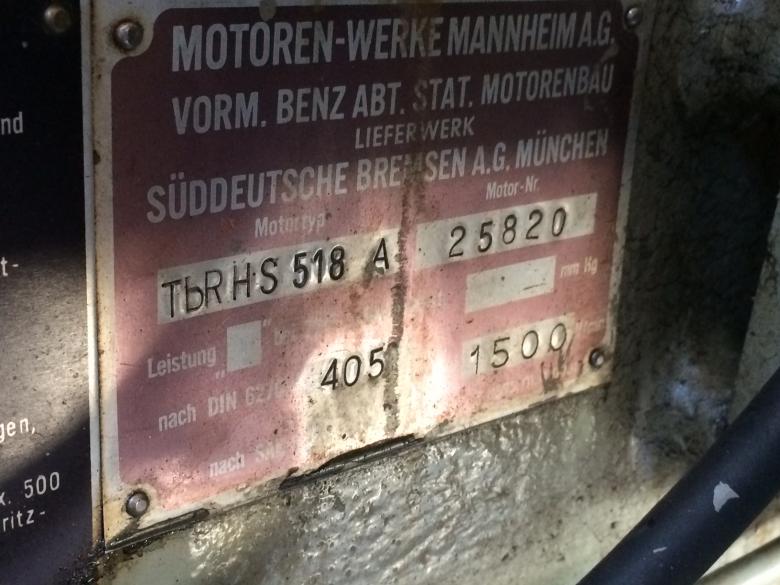 MOTOREN-WERKE MANNHEIM A.G.
VORM. BENZ ABT. STAT. MOTORENBAU
LIEFERWERK
SÜDDEUTSCHE BREMSEN A.G. MÜNCHEN
Motortyp
Motor-Nr.
TbRHS 518 A
25820
mm Hg
Leistung " "
405
1500
nach DIN
nach SAE
nd
t-
gen,
x. 500
ritz-